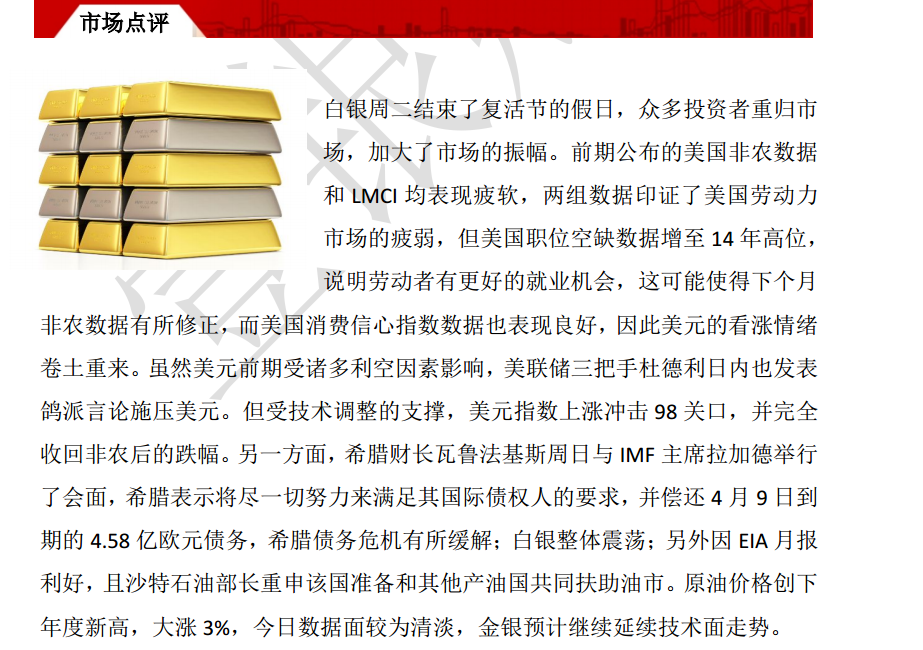 市场点评
白银周二结束了复活节的假日，众多投资者重归市
场，加大了市场的振幅。前期公布的美国非农数据
和 LMCI 均表现疲软，两组数据印证了美国劳动力
市场的疲弱，但美国职位空缺数据增至 14 年高位，
说明劳动者有更好的就业机会，这可能使得下个月
非农数据有所修正，而美国消费信心指数数据也表现良好，因此美元的看涨情绪
卷土重来。虽然美元前期受诸多利空因素影响，美联储三把手杜德利日内也发表
鸽派言论施压美元。但受技术调整的支撑，美元指数上涨冲击 98 关口，并完全
收回非农后的跌幅。另一方面，希腊财长瓦鲁法基斯周日与 IMF 主席拉加德举行
了会面，希腊表示将尽一切努力来满足其国际债权人的要求，并偿还 4 月 9 日到
期的 4.58 亿欧元债务，希腊债务危机有所缓解；白银整体震荡；另外因 EIA 月报
利好，且沙特石油部长重申该国准备和其他产油国共同扶助油市。原油价格创下
年度新高，大涨 3%，今日数据面较为清淡，金银预计继续延续技术面走势。